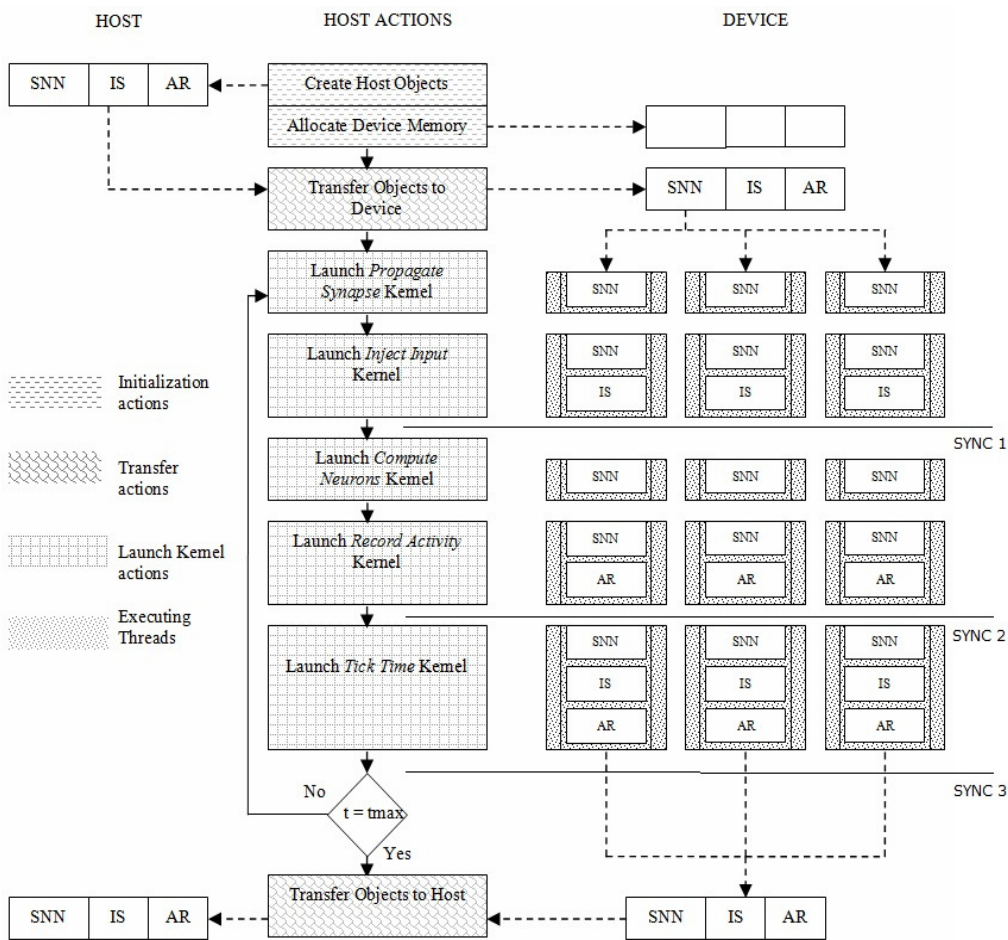 HOST
HOST ACTIONS
DEVICE
SNN IS AR
Create Host Objects
Allocate Device Memory
Transfer Objects to
Device
SNN IS AR
Launch Propagate
Synapse Kernel
SNN SNN SNN
Launch Inject Input
Kernel
SNN SNN SNN
IS IS IS
SYNC 1
Initialization
actions
Transfer
actions
Launch Kernel
actions
Executing
Threads
Launch Compute
Neurons Kernel
SNN SNN SNN
Launch Record Activity
Kernel
SNN SNN SNN
AR AR AR
SYNC 2
Launch Tick Time Kernel
SNN SNN SNN
IS IS IS
AR AR AR
SYNC 3
No
t = tmax
Yes
Transfer Objects to Host
SNN IS AR
SNN IS AR